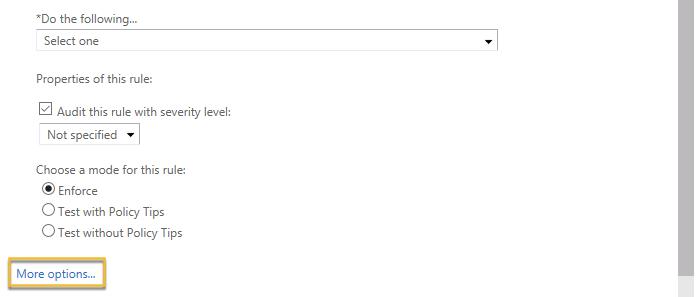 *Do the following...
Select one
Properties of this rule:
Audit this rule with severity level:
Not specified
Choose a mode for this rule:
Enforce
Test with Policy Tips
Test without Policy Tips
More options...